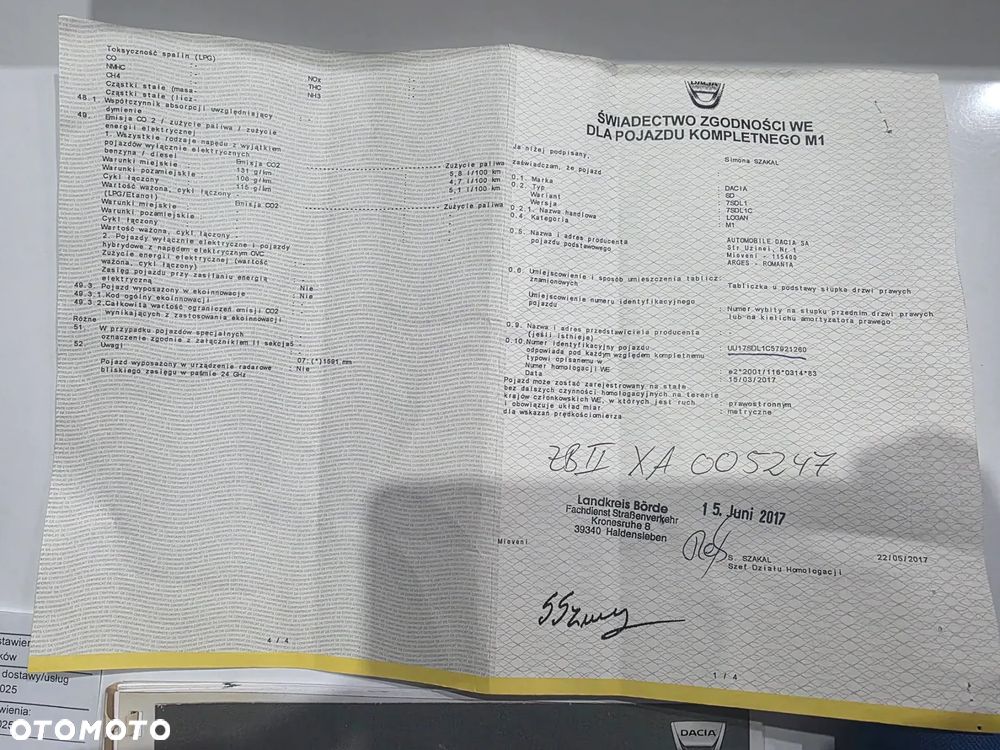 Toksyczność spalin (LPG)
CO : -
NMHC : -
CH4 : -
Cząstki stałe (masa- : -
Cząstki stałe (licz- : -
NOx : -
THC : -
NH3 : -
48.1. Współczynnik absorpcji uwzględniający : -
dymienie
49. Emisja CO 2 / zużycie paliwa / zużycie
energii elektrycznej
1. Wszystkie rodzaje napędu z wyjątkiem
pojazdów wyłącznie elektrycznych
benzyna / diesel Emisja CO2 Zużycie paliwa
Warunki miejskie 131 g/km 5,8 l/100 km
Warunki pozamiejskie 106 g/km 4,7 l/100 km
Cykl łączony 115 g/km 5,1 l/100 km
Wartość ważona, cykl łączony -
(LPG/Etanol) Emisja CO2 Zużycie paliwa
Warunki miejskie -
Warunki pozamiejskie -
Cykl łączony -
Wartość ważona, cykl łączony -
2. Pojazdy wyłącznie elektryczne i pojazdy
hybrydowe z napędem elektrycznym OVC
Zużycie energii elektrycznej (wartość : -
ważona, cykl łączony)
Zasięg pojazdu przy zasilaniu energią : -
elektryczną
49.3. Pojazd wyposażony w ekoinnowacje : Nie
49.3.1. Kod ogólny ekoinnowacji : Nie
49.3.2. Całkowita wartość ograniczeń emisji CO2 : -
wynikających z zastosowania ekoinnowacji
Różne
51. W przypadku pojazdów specjalnych : -
oznaczenie zgodnie z załącznikiem II sekcja5
52. Uwagi :
07:(*)1591 mm
Pojazd wyposażony w urządzenie radarowe : Nie
bliskiego zasięgu w paśmie 24 GHz
4 / 4
ŚWIADECTWO ZGODNOŚCI WE
DLA POJAZDU KOMPLETNEGO M1
Ja niżej podpisany, Simona SZAKAL
zaświadczam, że pojazd
0.1. Marka : DACIA
0.2. Typ : SD
Wariant : 7SDL1
Wersja : 7SDL1C
0.2.1. Nazwa handlowa : LOGAN
0.4. Kategoria : M1
0.5. Nazwa i adres producenta
pojazdu podstawowego
AUTOMOBILE DACIA SA
Str Uzinei, Nr 1
Mioveni - 115400
ARGES - ROMANIA
0.6. Umiejscowienie i sposób umieszczenia tablicz:
znamionowych
Tabliczka u podstawy słupka drzwi prawych
Umiejscowienie numeru identyfikacyjnego
pojazdu
: Numer wybity na słupku przednim drzwi prawych
lub na kielichu amortyzatora prawego
0.9. Nazwa i adres przedstawiciela producenta
(jeśli istnieje)
0.10. Numer identyfikacyjny pojazdu : UU17SDL1C57921260
odpowiada pod każdym względem kompletnemu
typowi opisanemu w
Numer homologacji WE : e2*2001/116*0314*83
Data : 15/03/2017
Pojazd może zostać zarejestrowany na stałe
bez dalszych czynności homologacyjnych na terenie
krajów członkowskich WE, w których jest ruch : prawostronnym
i obowiązuje układ miar : metryczne
dla wskazań prędkościomierza
ZB II XA 005247
Landkreis Börde
Fachdienst Straßenverkehr
Kronesruhe 8
39340 Haldensleben
15. Juni 2017
Mioveni
S. SZAKAL
Szef Działu Homologacji
22/05/2017
1 / 4
dostawy/usług
OTOMOTO
DACIA